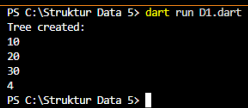 PS C:\Struktur Data 5> dart run D1.dart
Tree created:
10
20
30
4
PS C:\Struktur Data 5>